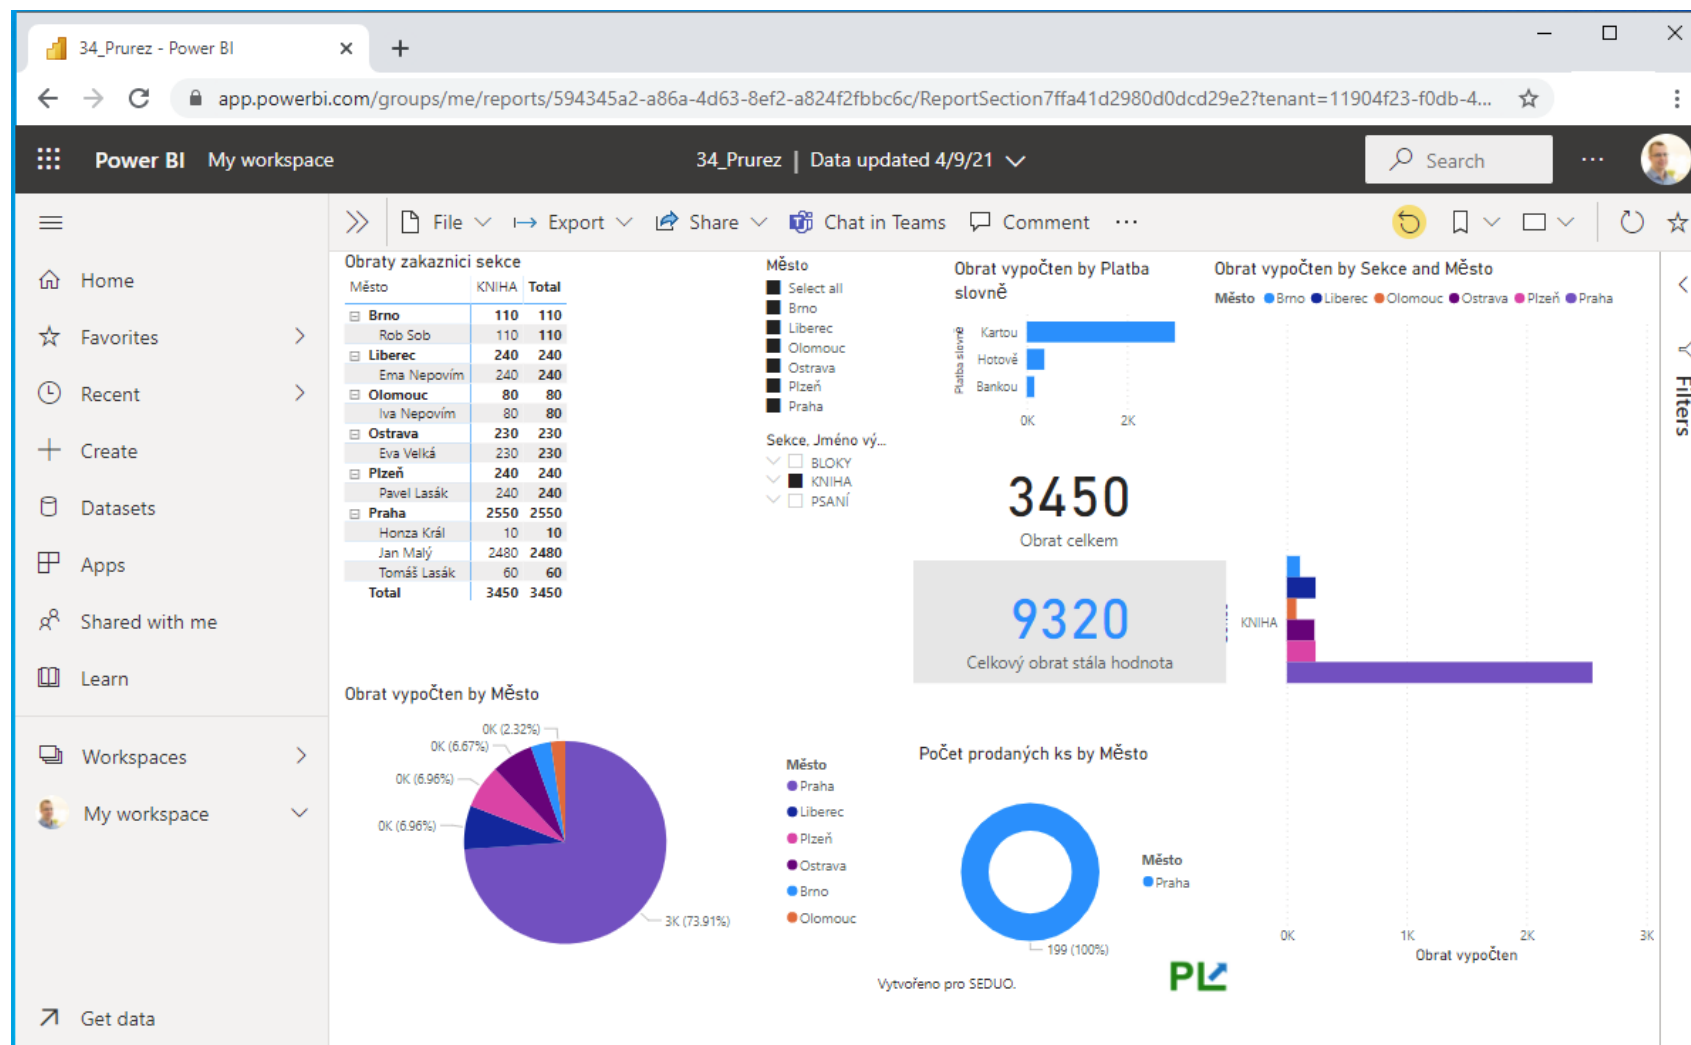 34_Prurez - Power BI
app.powerbi.com/groups/me/reports/594345a2-a86a-4d63-8ef2-a824f2fbbc6c/ReportSection7ffa41d2980d0dcd29e2?tenant=11904f23-f0db-4...
Power BI My workspace 34_Prurez | Data updated 4/9/21 Search
File Export Share Chat in Teams Comment
Home
Favorites
Recent
Create
Datasets
Apps
Shared with me
Learn
Workspaces
My workspace
Get data
Obraty zakaznici sekce
Město KNIHA Total
Brno 110 110
Rob Sob 110 110
Liberec 240 240
Ema Nepovím 240 240
Olomouc 80 80
Iva Nepovím 80 80
Ostrava 230 230
Eva Velká 230 230
Plzeň 240 240
Pavel Lasák 240 240
Praha 2550 2550
Honza Král 10 10
Jan Malý 2480 2480
Tomáš Lasák 60 60
Total 3450 3450
Město
Select all
Brno
Liberec
Olomouc
Ostrava
Plzeň
Praha
Sekce, Jméno vý...
BLOKY
KNIHA
PSANÍ
Obrat vypočten by Platba
slovně
Platba slovně
Kartou
Hotově
Bankou
0K 2K
3450
Obrat celkem
9320
Celkový obrat stála hodnota
Obrat vypočten by Sekce and Město
Město Brno Liberec Olomouc Ostrava Plzeň Praha
KNIHA
0K 1K 2K 3K
Obrat vypočten
Filters
Obrat vypočten by Město
0K (2.32%)
0K (6.67%)
0K (6.96%)
0K (6.96%)
3K (73.91%)
Město
Praha
Liberec
Plzeň
Ostrava
Brno
Olomouc
Počet prodaných ks by Město
Město
Praha
199 (100%)
Vytvořeno pro SEDUO.
PL